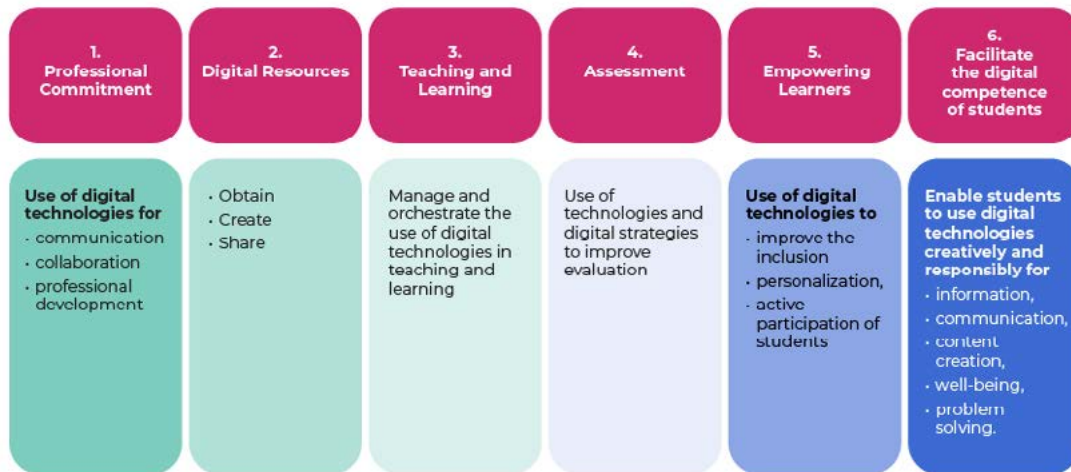 1.
Professional
Commitment
2.
Digital Resources
3.
Teaching and
Learning
4.
Assessment
5.
Empowering
Learners
6.
Facilitate
the digital
competence
of students
Use of digital
technologies for
• communication
• collaboration
• professional
development
• Obtain
• Create
• Share
Manage and
orchestrate the
use of digital
technologies in
teaching and
learning
Use of
technologies and
digital strategies
to improve
evaluation
Use of digital
technologies to
• improve the
inclusion
• personalization,
• active
participation of
students
Enable students
to use digital
technologies
creatively and
responsibly for
• information,
• communication,
• content
creation,
• well-being,
• problem
solving.